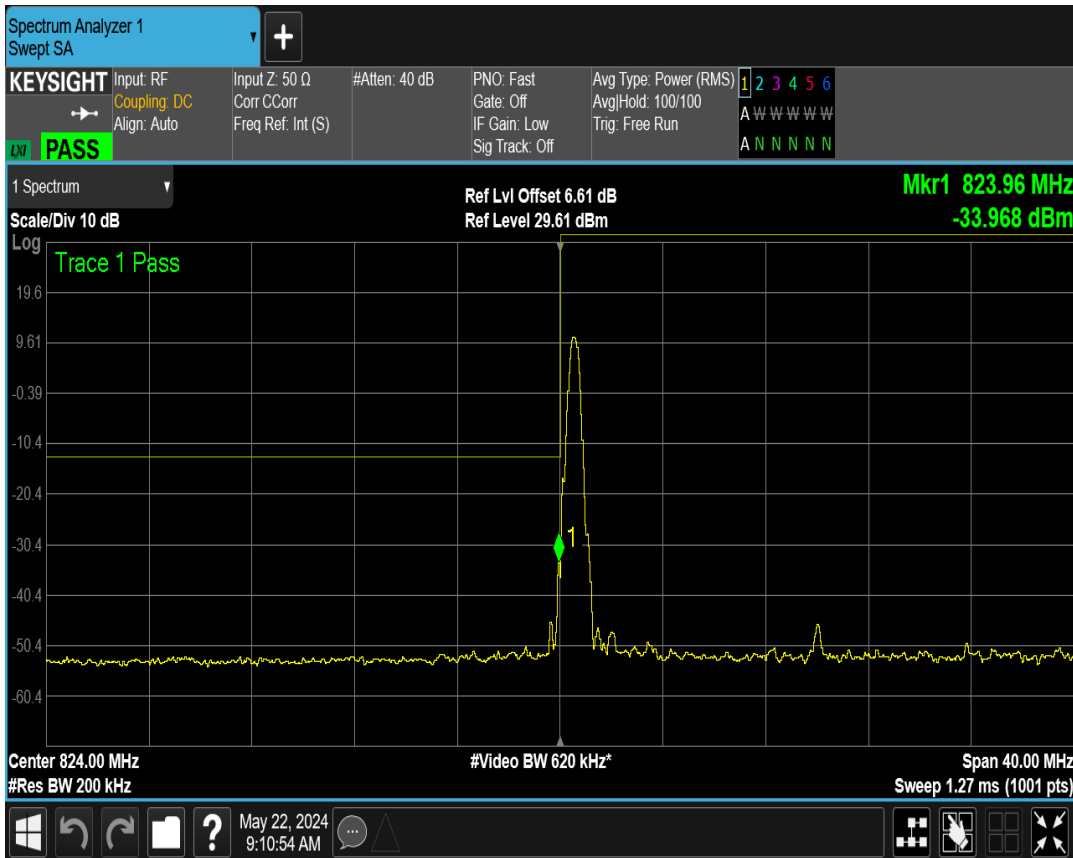 Spectrum Analyzer 1
Swept SA
+
KEYSIGHT
LXI PASS
Input: RF
Coupling: DC
Align: Auto
Input Z: 50 Ω
Corr CCorr
Freq Ref: Int (S)
#Atten: 40 dB
PNO: Fast
Gate: Off
IF Gain: Low
Sig Track: Off
Avg Type: Power (RMS)
Avg|Hold: 100/100
Trig: Free Run
1 2 3 4 5 6
A W W W W W
A N N N N N
1 Spectrum
Scale/Div 10 dB
Ref Lvl Offset 6.61 dB
Ref Level 29.61 dBm
Mkr1 823.96 MHz
-33.968 dBm
Log
Trace 1 Pass
19.6
9.61
-0.39
-10.4
-20.4
-30.4
1
-40.4
-50.4
-60.4
Center 824.00 MHz
#Res BW 200 kHz
#Video BW 620 kHz*
Span 40.00 MHz
Sweep 1.27 ms (1001 pts)
?
May 22, 2024
9:10:54 AM